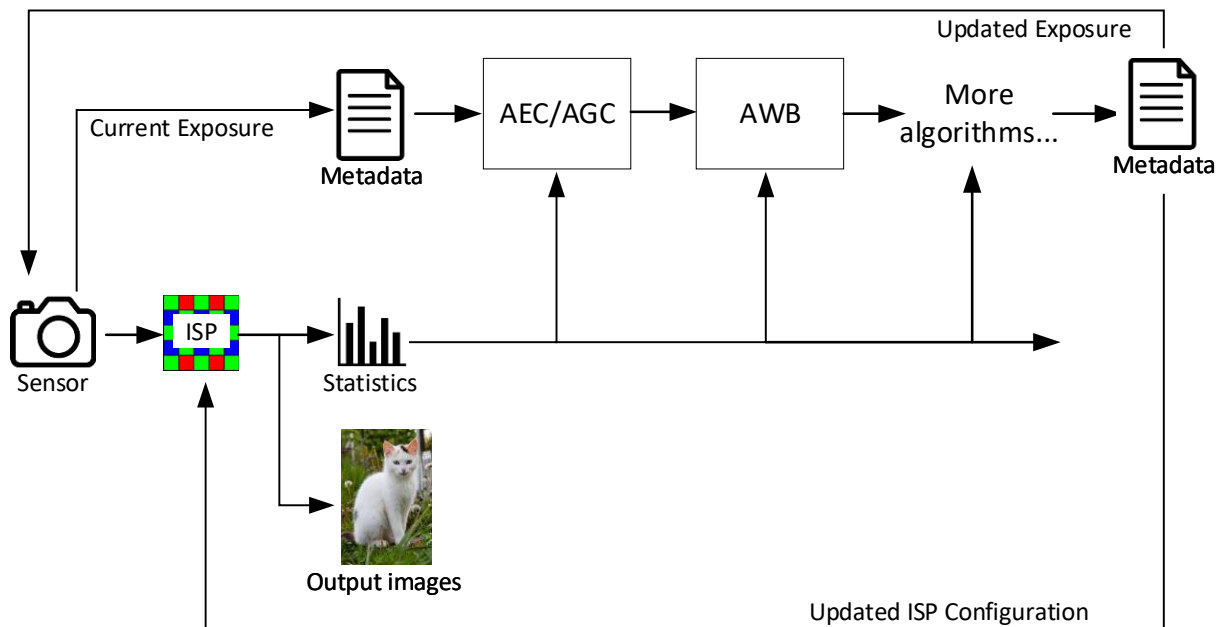 Updated Exposure
Current Exposure
Metadata
AEC/AGC
AWB
More
algorithms...
Metadata
Sensor
ISP
Statistics
Output images
Updated ISP Configuration